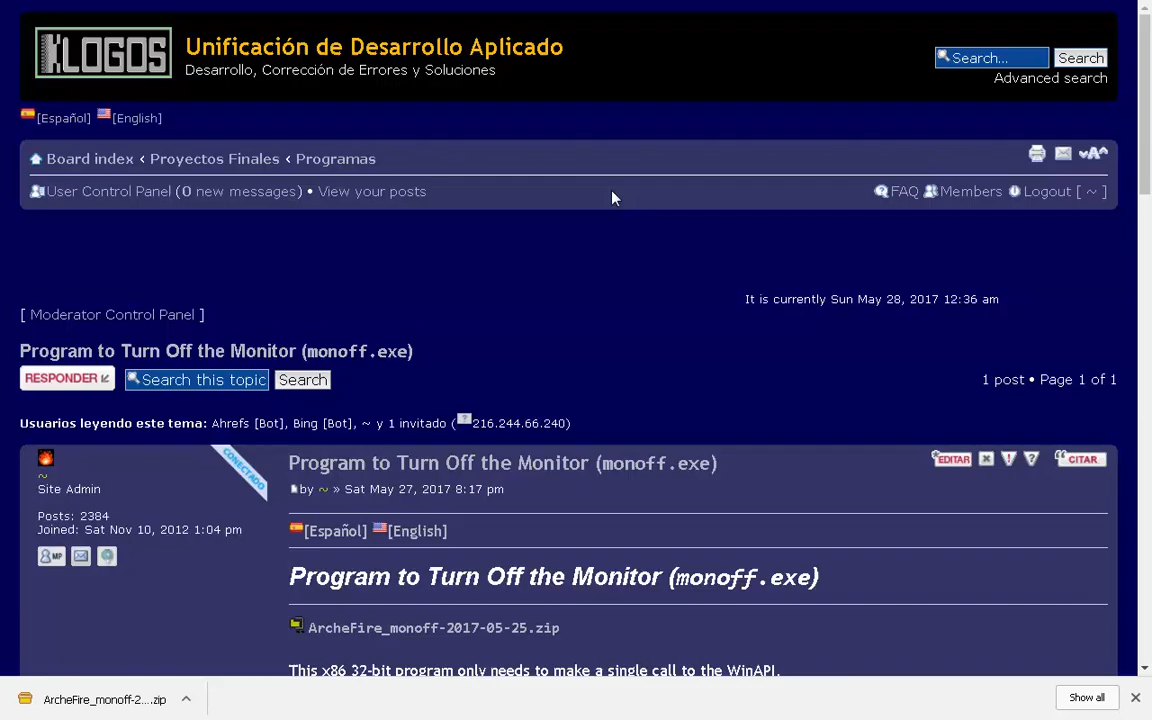 KLOGOS
Unificación de Desarrollo Aplicado
Desarrollo, Corrección de Errores y Soluciones
Search... Search
Advanced search
[Español] [English]
Board index ‹ Proyectos Finales ‹ Programas
User Control Panel (0 new messages) • View your posts
FAQ Members Logout [ ~ ]
It is currently Sun May 28, 2017 12:36 am
[ Moderator Control Panel ]
Program to Turn Off the Monitor (monoff.exe)
RESPONDER Search this topic Search
1 post • Page 1 of 1
Usuarios leyendo este tema: Ahrefs [Bot], Bing [Bot], ~ y 1 invitado (216.244.66.240)
CONECTADO
~
Site Admin
Posts: 2384
Joined: Sat Nov 10, 2012 1:04 pm
MP
Program to Turn Off the Monitor (monoff.exe)
EDITAR CITAR
by ~ » Sat May 27, 2017 8:17 pm
[Español] [English]
Program to Turn Off the Monitor (monoff.exe)
ArcheFire_monoff-2017-05-25.zip
This x86 32-bit program only needs to make a single call to the WinAPI.
ArcheFire_monoff-2....zip
Show all